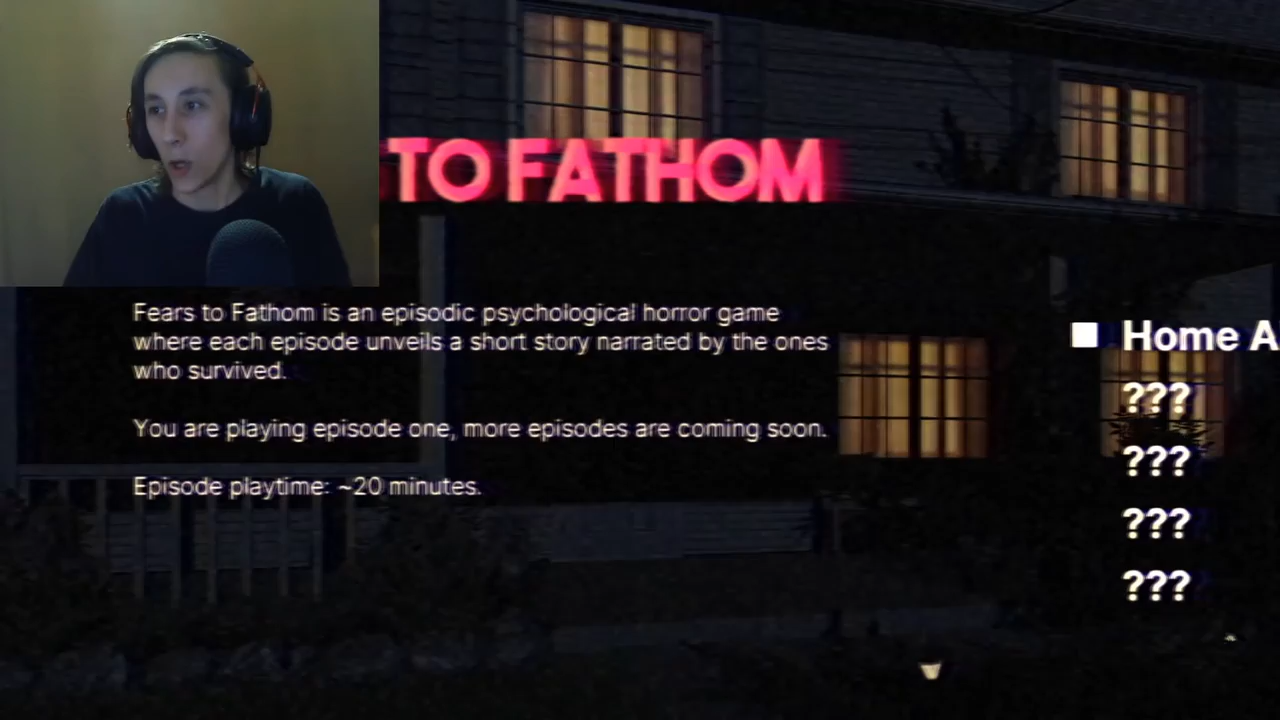 TO FATHOM
Fears to Fathom is an episodic psychological horror game
where each episode unveils a short story narrated by the ones
who survived.
You are playing episode one, more episodes are coming soon.
Episode playtime: ~20 minutes.
Home A
???
???
???
???